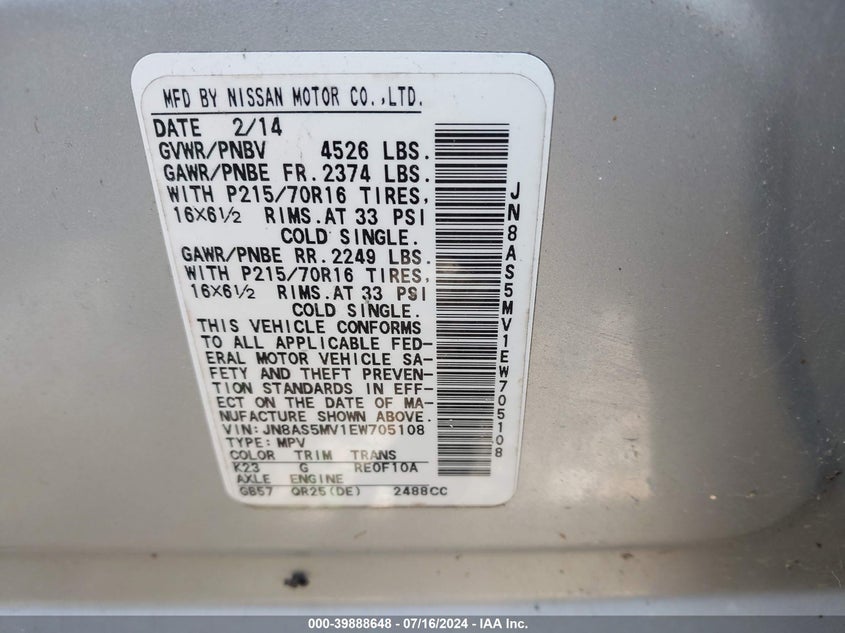 MFD BY NISSAN MOTOR CO.,LTD.
DATE 2/14
GVWR/PNBV 4526 LBS.
GAWR/PNBE FR.2374 LBS.
WITH P215/70R16 TIRES,
16X6½ RIMS.AT 33 PSI
COLD SINGLE.
GAWR/PNBE RR.2249 LBS.
WITH P215/70R16 TIRES,
16X6½ RIMS.AT 33 PSI
COLD SINGLE.
THIS VEHICLE CONFORMS
TO ALL APPLICABLE FED-
ERAL MOTOR VEHICLE SA-
FETY AND THEFT PREVEN-
TION STANDARDS IN EFF-
ECT ON THE DATE OF MA-
NUFACTURE SHOWN ABOVE.
VIN:JN8AS5MV1EW705108
TYPE:MPV
COLOR TRIM TRANS
K23 G RE0F10A
AXLE ENGINE
GB57 QR25(DE) 2488CC
JN8AS5MV1EW705108
000-39888648 - 07/16/2024 - IAA Inc.